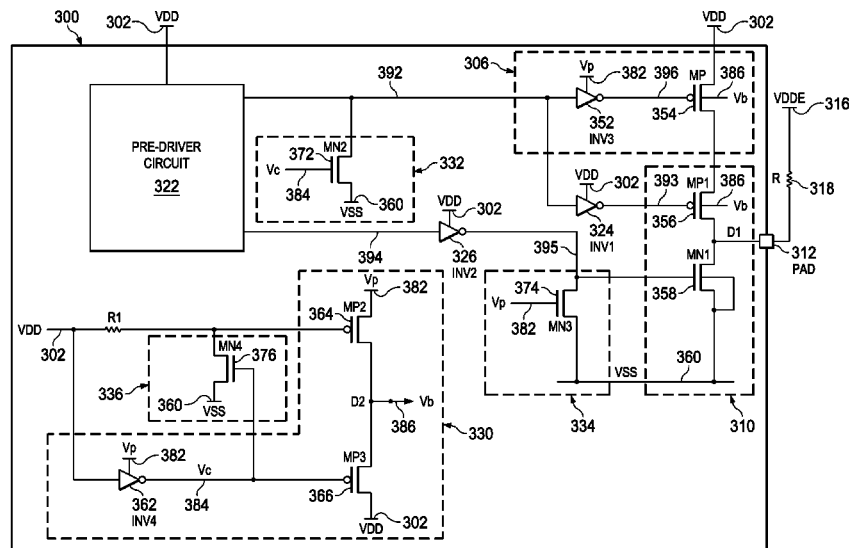 300
302
VDD
VDD
302
306
Vp
382
396
MP
386
Vb
354
352
INV3
392
VDDE
316
R
318
PRE-DRIVER
CIRCUIT
322
MN2
372
Vc
384
332
360
VSS
VDD
302
393
MP1
386
Vb
356
324
INV1
D1
312
PAD
VDD
302
394
326
INV2
395
MN1
358
Vp
382
364
MP2
374
Vp
382
MN3
VDD
302
R1
MN4
376
336
360
VSS
D2
Vb
386
330
VSS
360
334
310
Vp
382
Vc
384
362
INV4
MP3
366
302
VDD